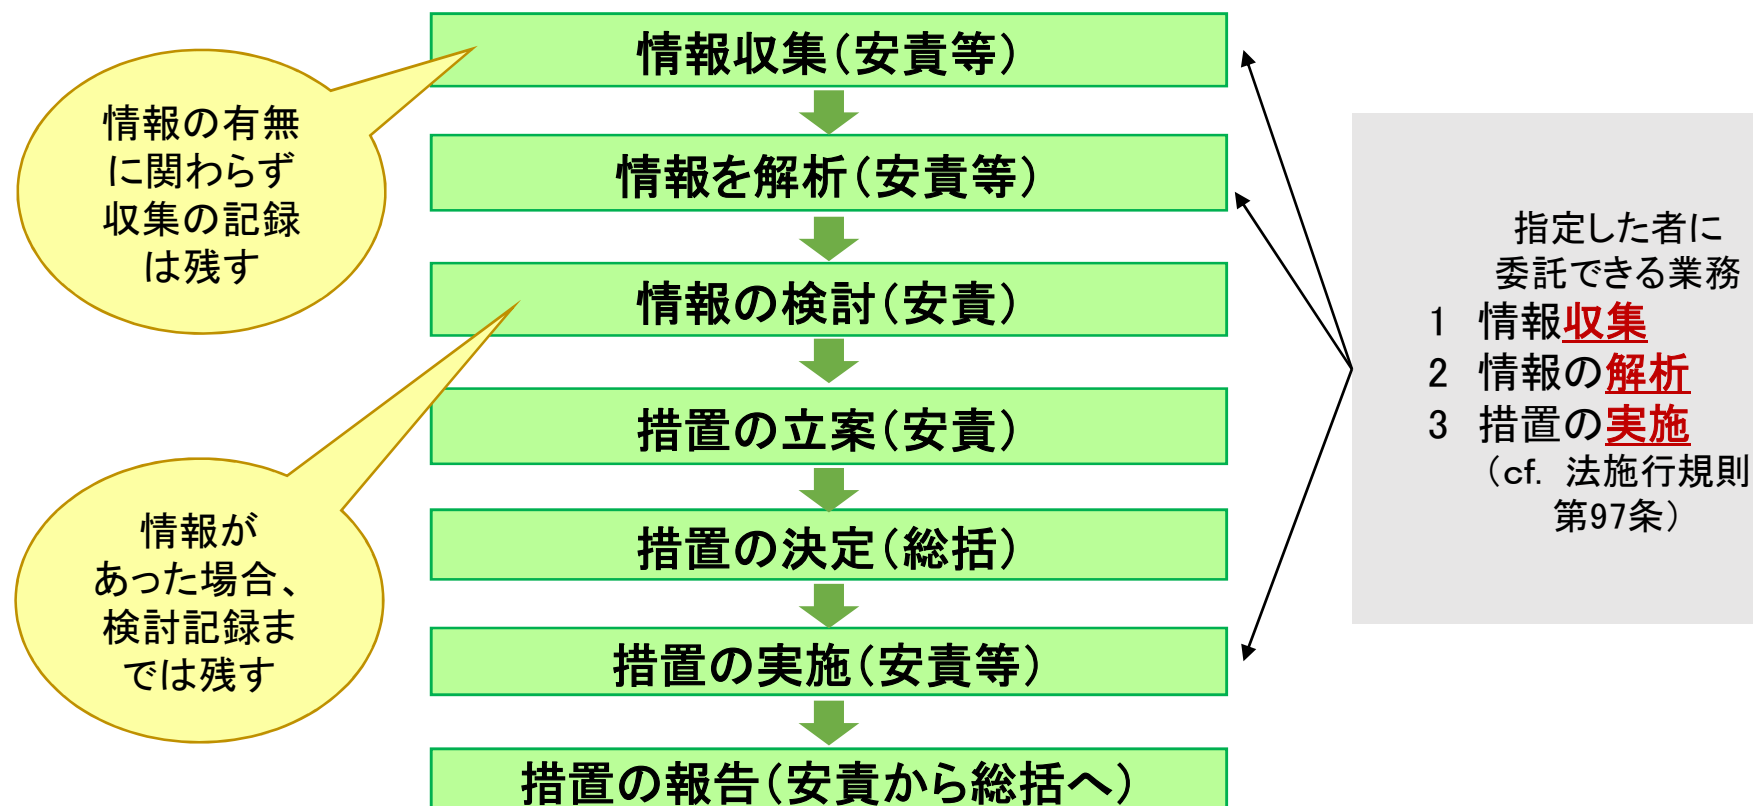 情報収集(安責等)
情報を解析(安責等)
情報の検討(安責)
措置の立案(安責)
措置の決定(総括)
措置の実施(安責等)
措置の報告(安責から総括へ)
情報の有無
に関わらず
収集の記録
は残す
情報が
あった場合、
検討記録ま
では残す
指定した者に
委託できる業務
1 情報収集
2 情報の解析
3 措置の実施
(cf. 法施行規則
第97条)